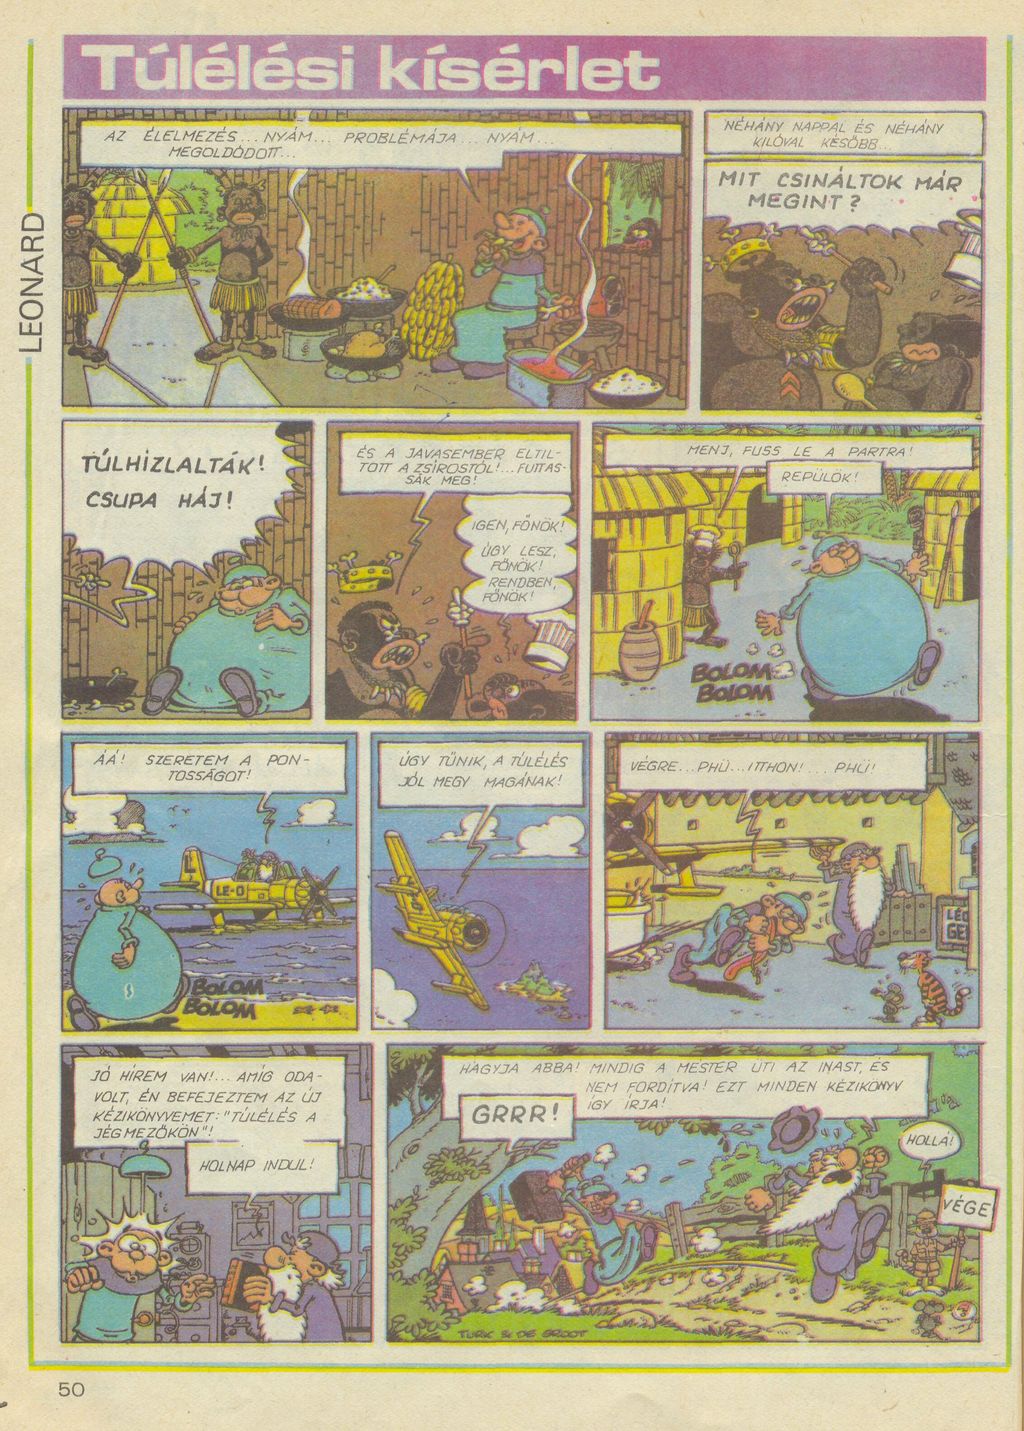 Túlélési kísérlet
LEONARD
AZ ÉLELMEZÉS... NYÁM... PROBLÉMÁJA... NYÁM...
MEGOLDÓDOTT...
NÉHÁNY NAPPAL ÉS NÉHÁNY
KILÓVAL KÉSŐBB...
MIT CSINÁLTOK MÁR
MEGINT?
TÚLHIZLALTÁK!
CSUPA HÁJ!
ÉS A JAVASEMBER ELTIL-
TOTT A ZSÍROSTÓL!... FUTTAS-
SÁK MEG!
IGEN, FŐNÖK!
ÚGY LESZ,
FŐNÖK!
RENDBEN,
FŐNÖK!
MENJ, FUSS LE A PARTRA!
REPÜLÖK!
BOLOM
BOLOM
ÁÁ! SZERETEM A PON-
TOSSÁGOT!
LE-0
BOLOM
BOLOM
ÚGY TŰNIK, A TÚLÉLÉS
JÓL MEGY MAGÁNAK!
VÉGRE... PHÜ... ITTHON!... PHÜ!
LÉO
GÉ
JÓ HÍREM VAN!... AMÍG ODA-
VOLT, ÉN BEFEJEZTEM AZ ÚJ
KÉZIKÖNYVEMET: "TÚLÉLÉS A
JÉGMEZŐKÖN"!
HOLNAP INDUL!
HAGYJA ABBA! MINDIG A MESTER ÜTI AZ INAST, ÉS
NEM FORDÍTVA! EZT MINDEN KÉZIKÖNYV
ÍGY ÍRJA!
GRRR!
HOLLÁ!
VÉGE
TURK & DE GROOT
50